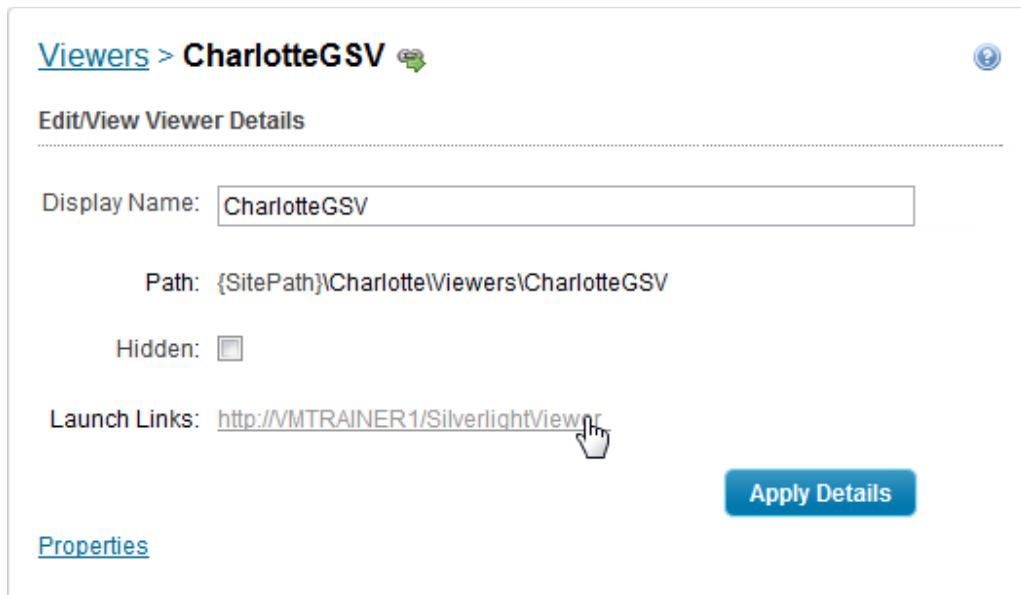 Viewers > CharlotteGSV
Edit/View Viewer Details
Display Name: CharlotteGSV
Path: {SitePath}\Charlotte\Viewers\CharlotteGSV
Hidden:
Launch Links: http://VMTRAINER1/SilverlightViewer
Apply Details
Properties